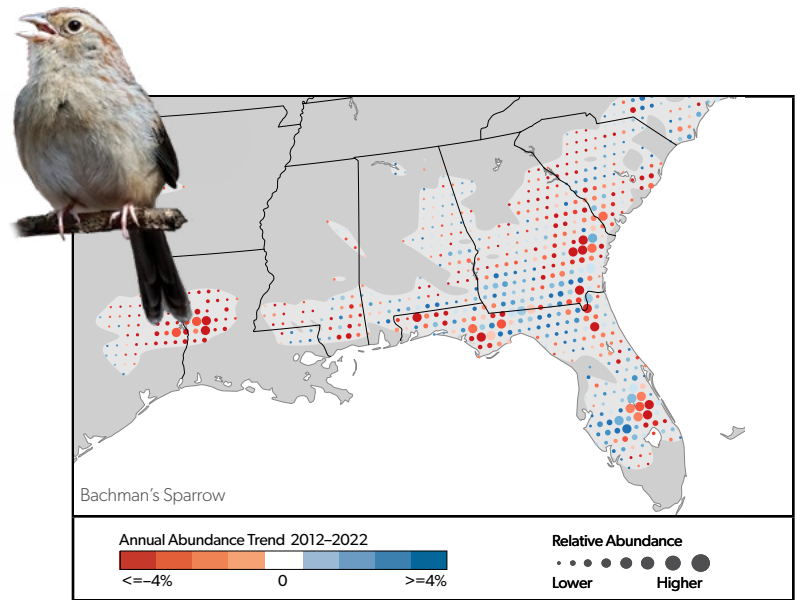 Bachman's Sparrow
Annual Abundance Trend 2012–2022
<=-4% 0 >=4%
Relative Abundance
Lower Higher